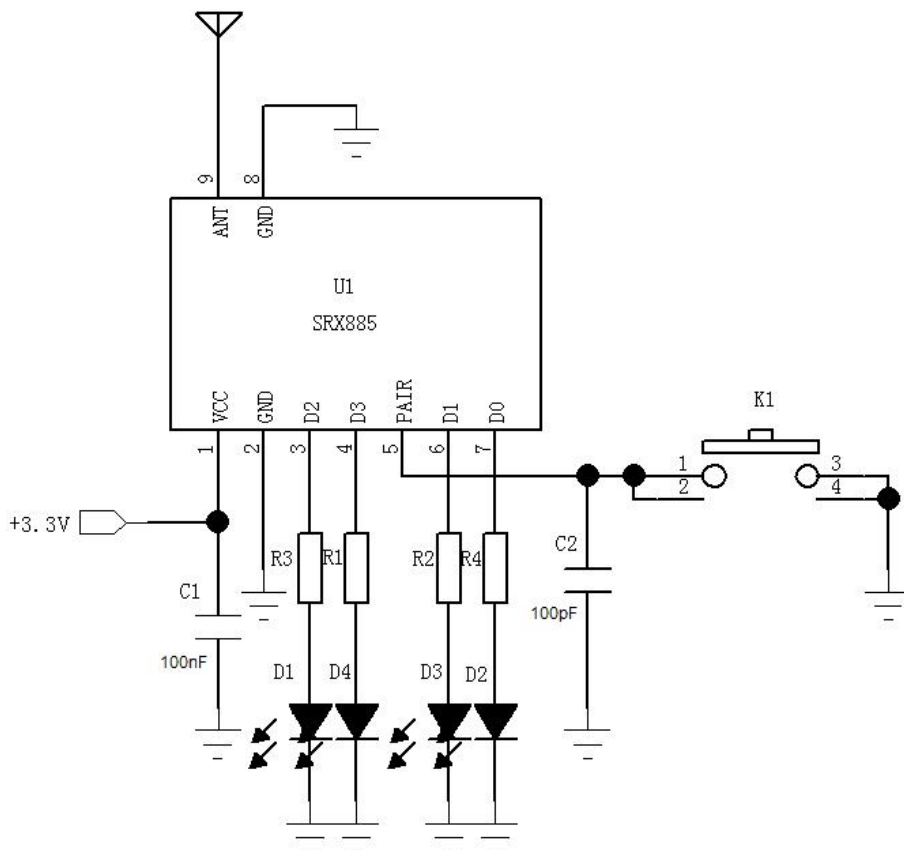 9
8
ANT
GND
U1
SRX885
VCC
GND
D2
D3
PAIR
D1
D0
1
2
3
4
5
6
7
K1
1
3
2
4
+3.3V
C1
100nF
R3
R1
R2
R4
C2
100pF
D1
D4
D3
D2